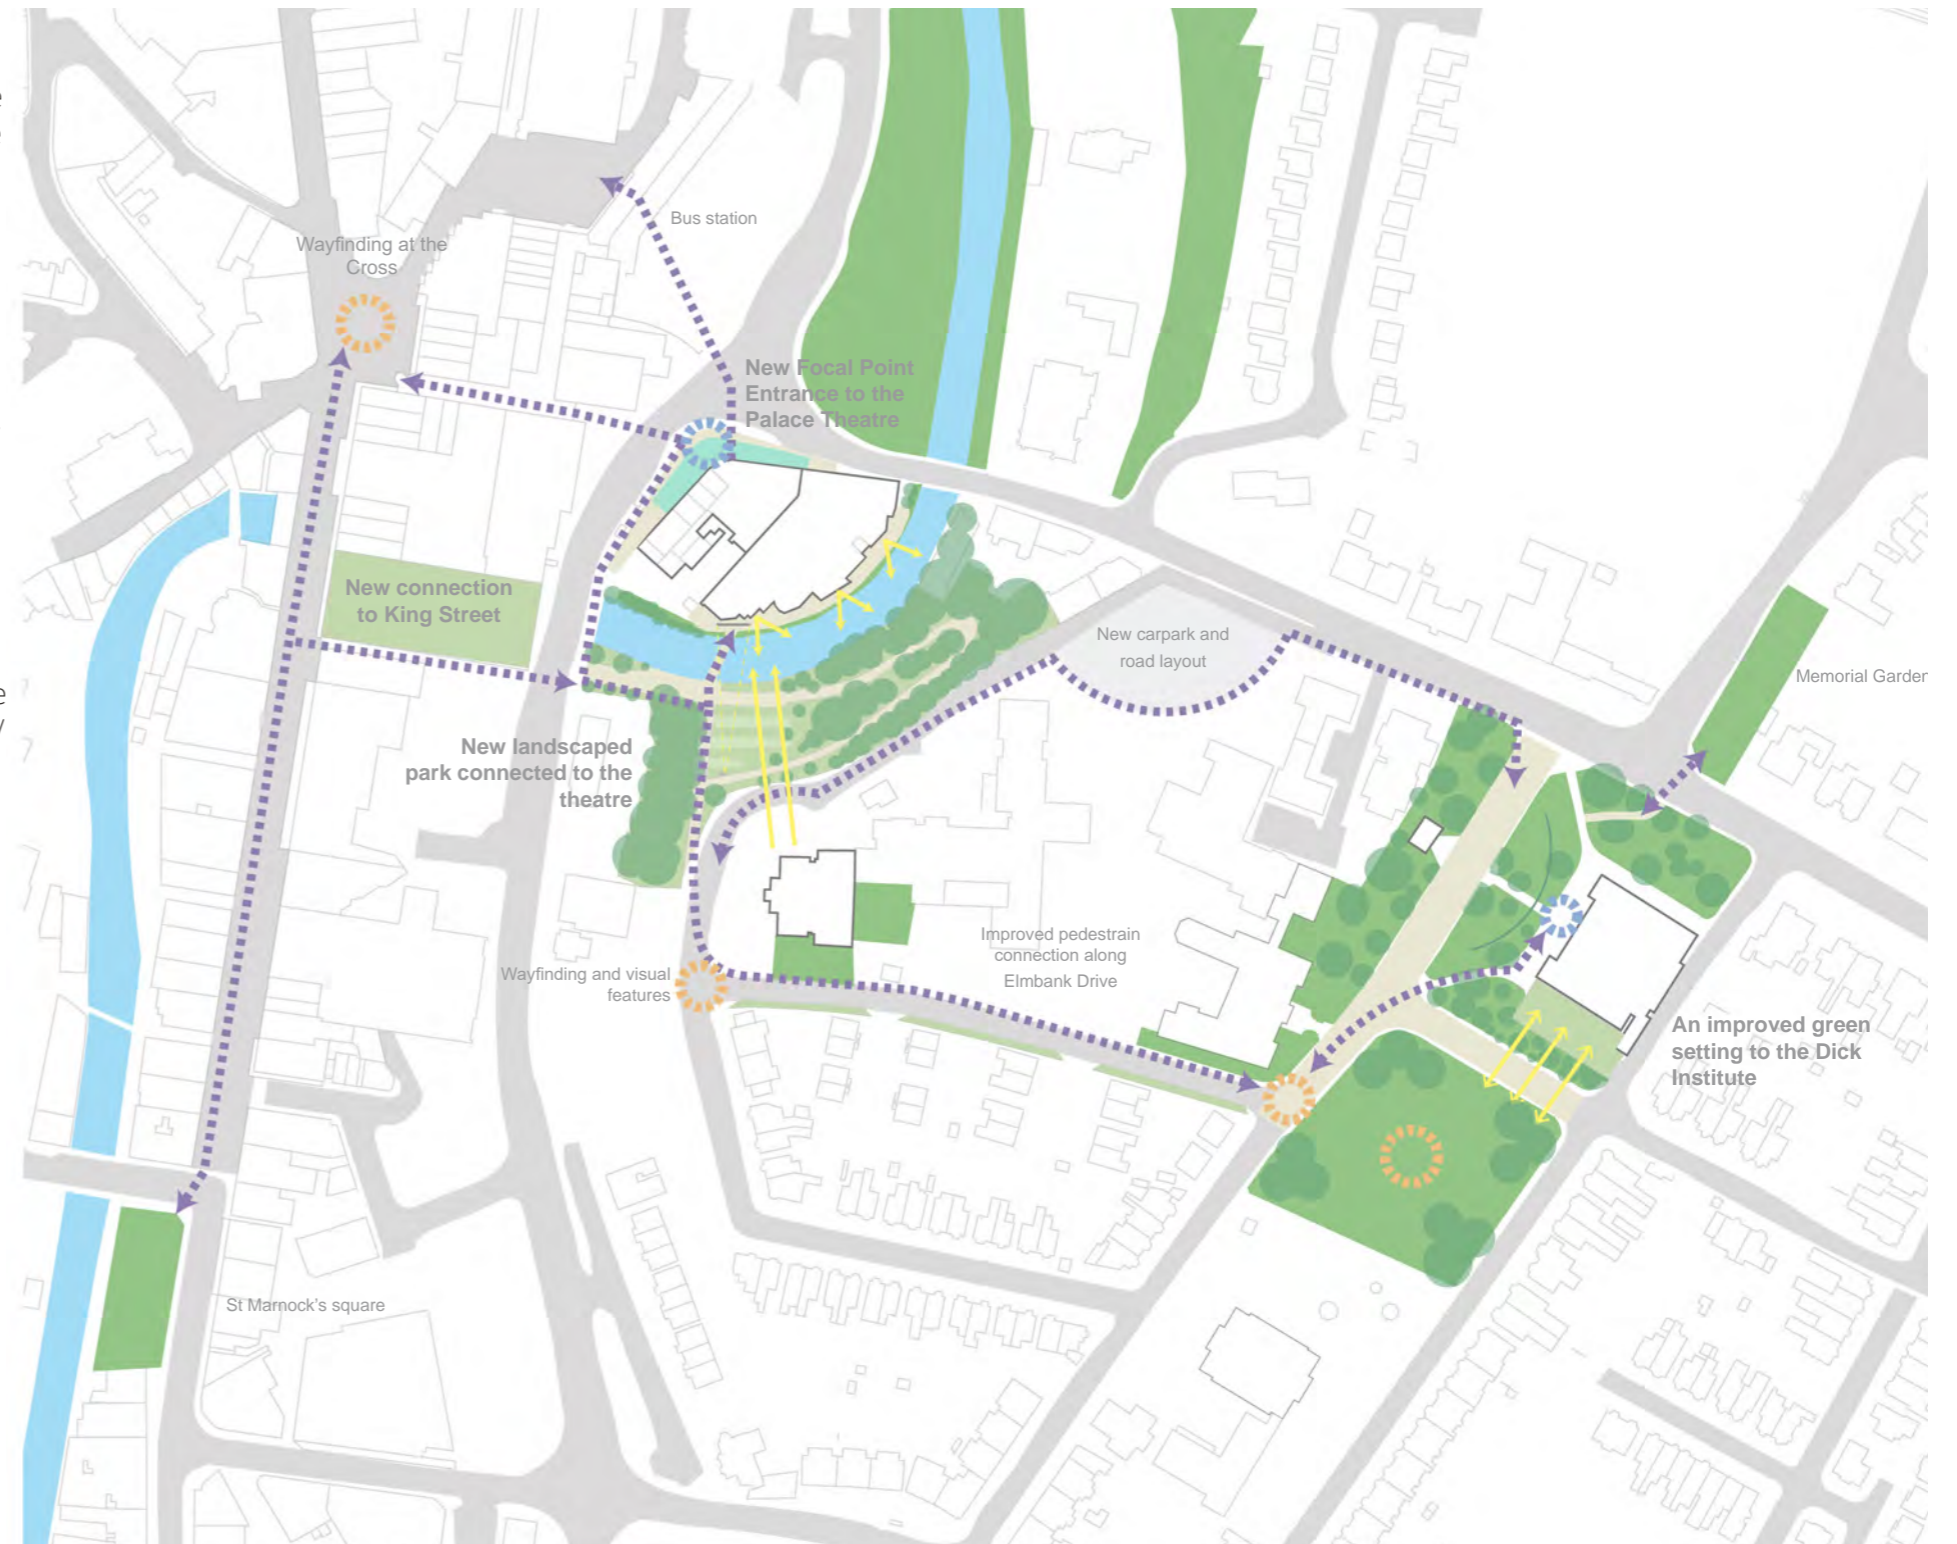 Bus station
Wayfinding at the
Cross
New Focal Point
Entrance to the
Palace Theatre
New connection
to King Street
New carpark and
road layout
Memorial Garden
New landscaped
park connected to the
theatre
Improved pedestrain
connection along
Elmbank Drive
Wayfinding and visual
features
An improved green
setting to the Dick
Institute
St Marnock's square